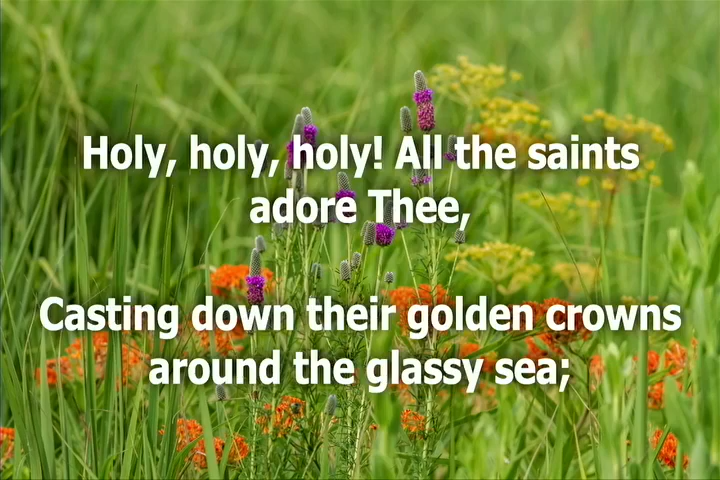 Holy, holy, holy! All the saints
adore Thee,
Casting down their golden crowns
around the glassy sea;